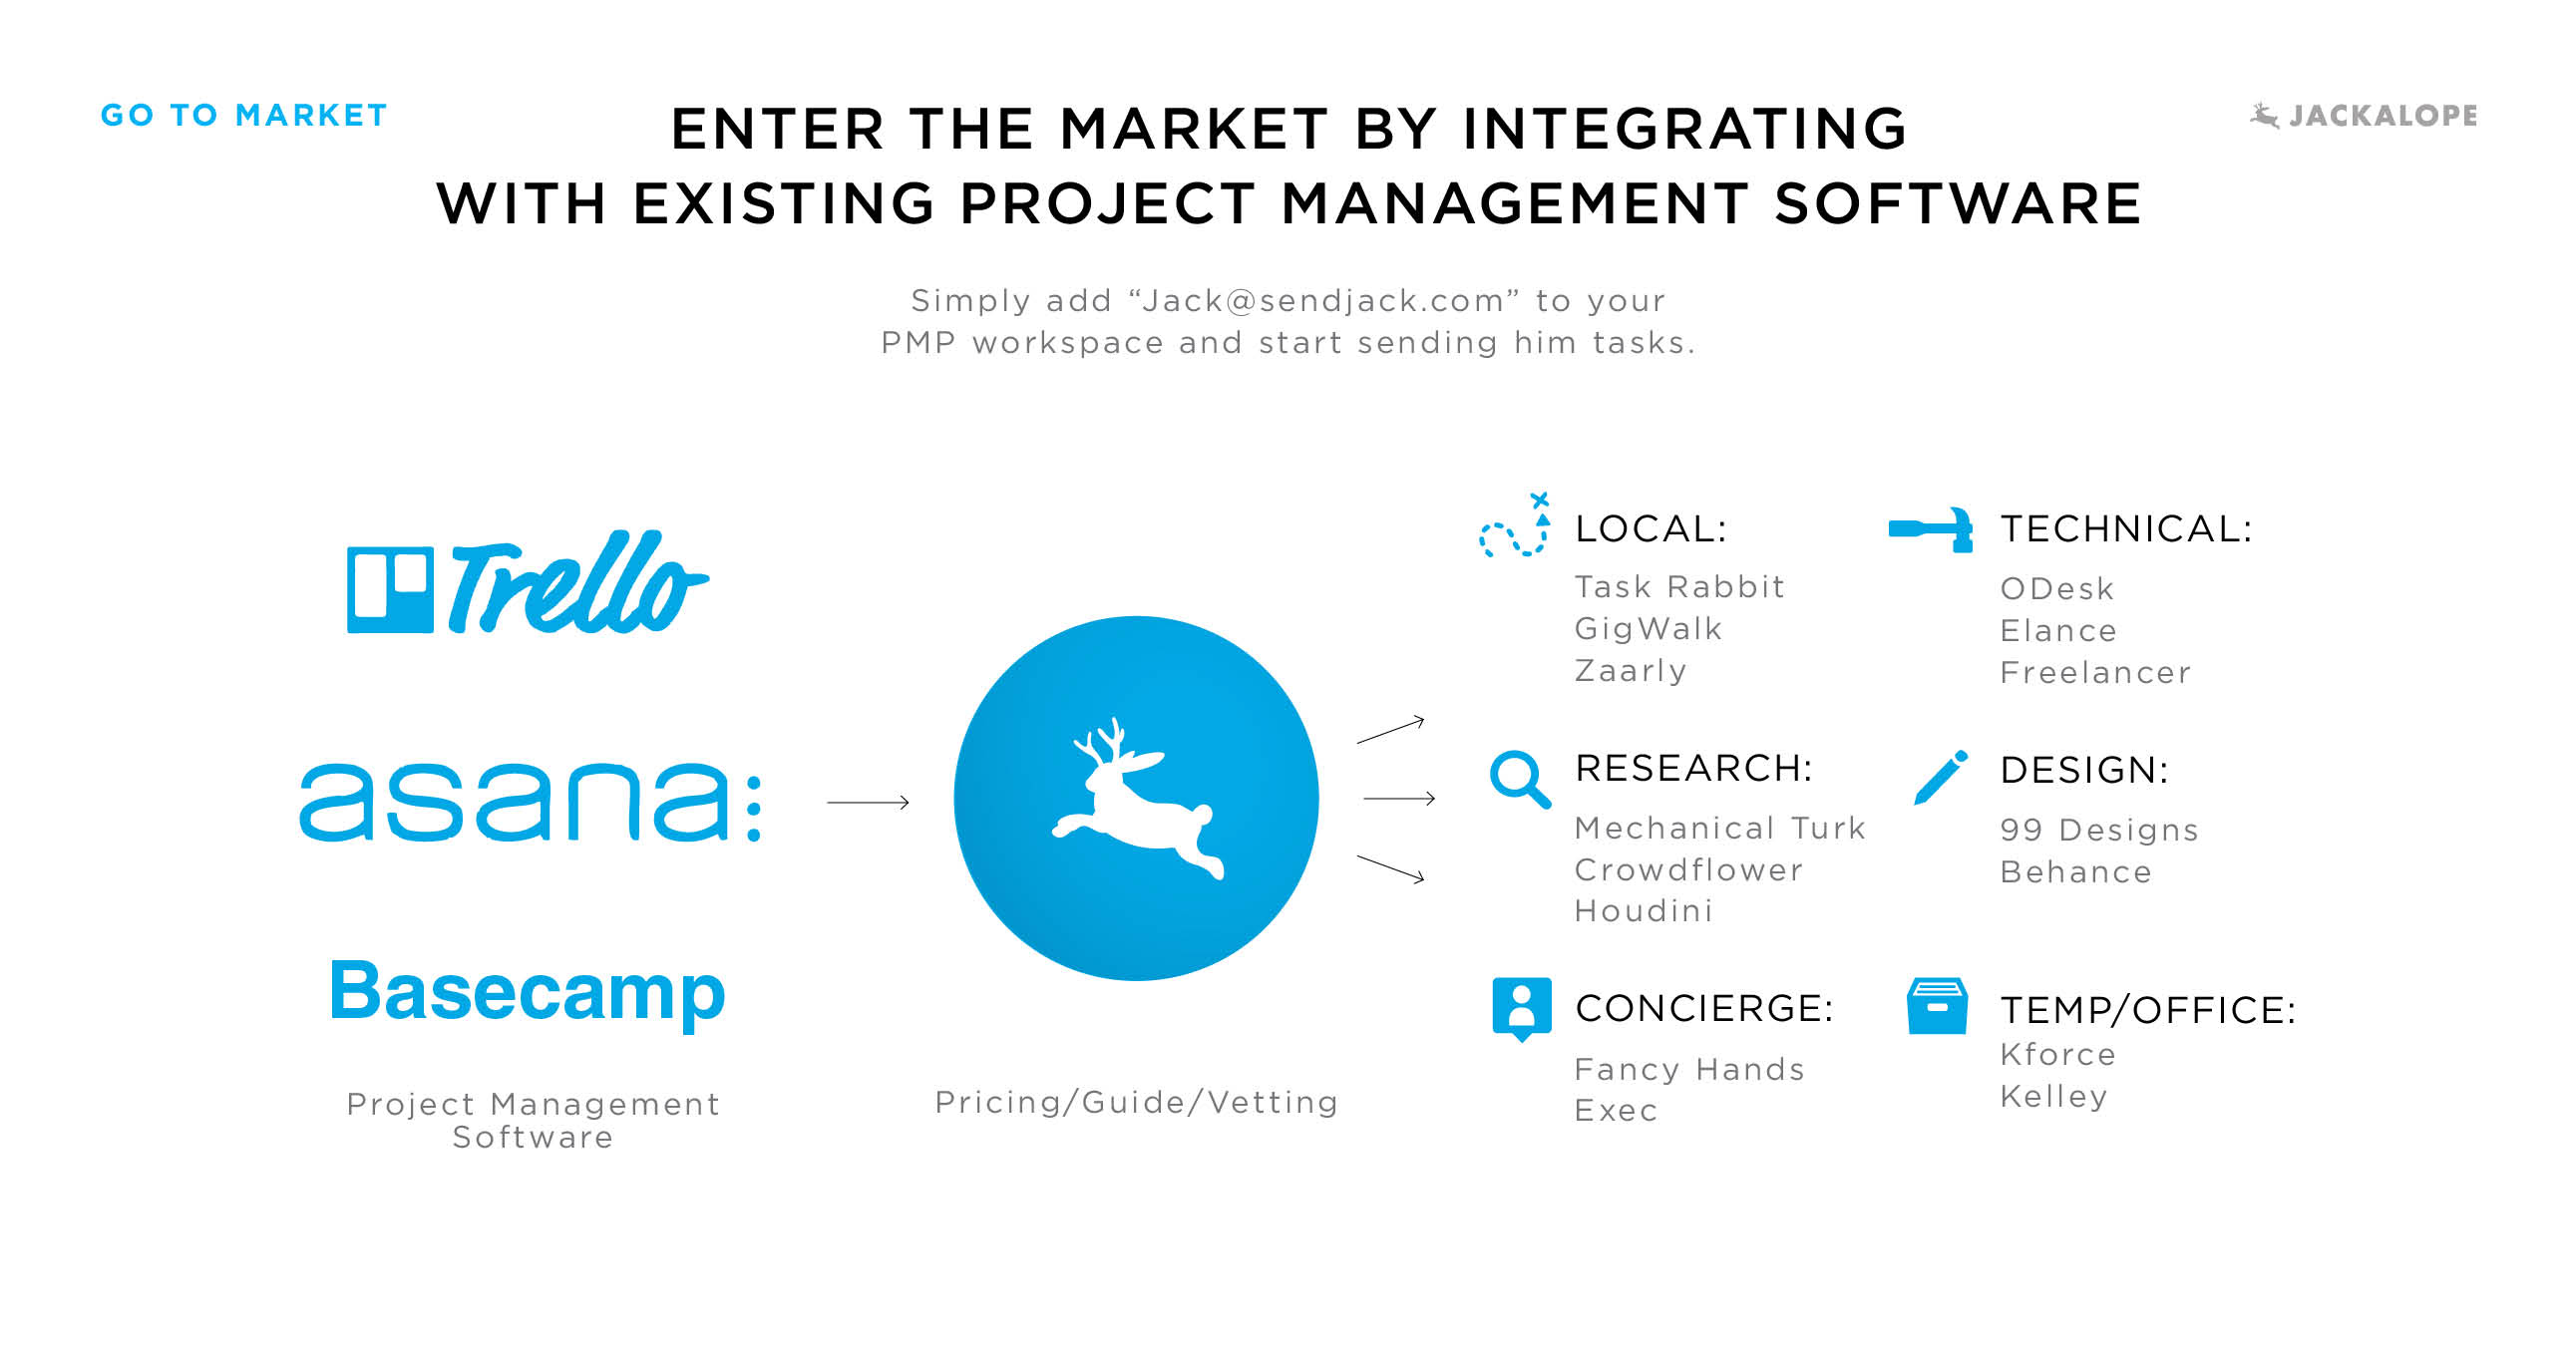 GO TO MARKET
ENTER THE MARKET BY INTEGRATING
WITH EXISTING PROJECT MANAGEMENT SOFTWARE
JACKALOPE
Simply add “Jack@sendjack.com” to your
PMP workspace and start sending him tasks.
Trello
asana:
Basecamp
Project Management
Software
Pricing/Guide/Vetting
LOCAL:
Task Rabbit
GigWalk
Zaarly
TECHNICAL:
ODesk
Elance
Freelancer
RESEARCH:
Mechanical Turk
Crowdflower
Houdini
DESIGN:
99 Designs
Behance
CONCIERGE:
Fancy Hands
Exec
TEMP/OFFICE:
Kforce
Kelley